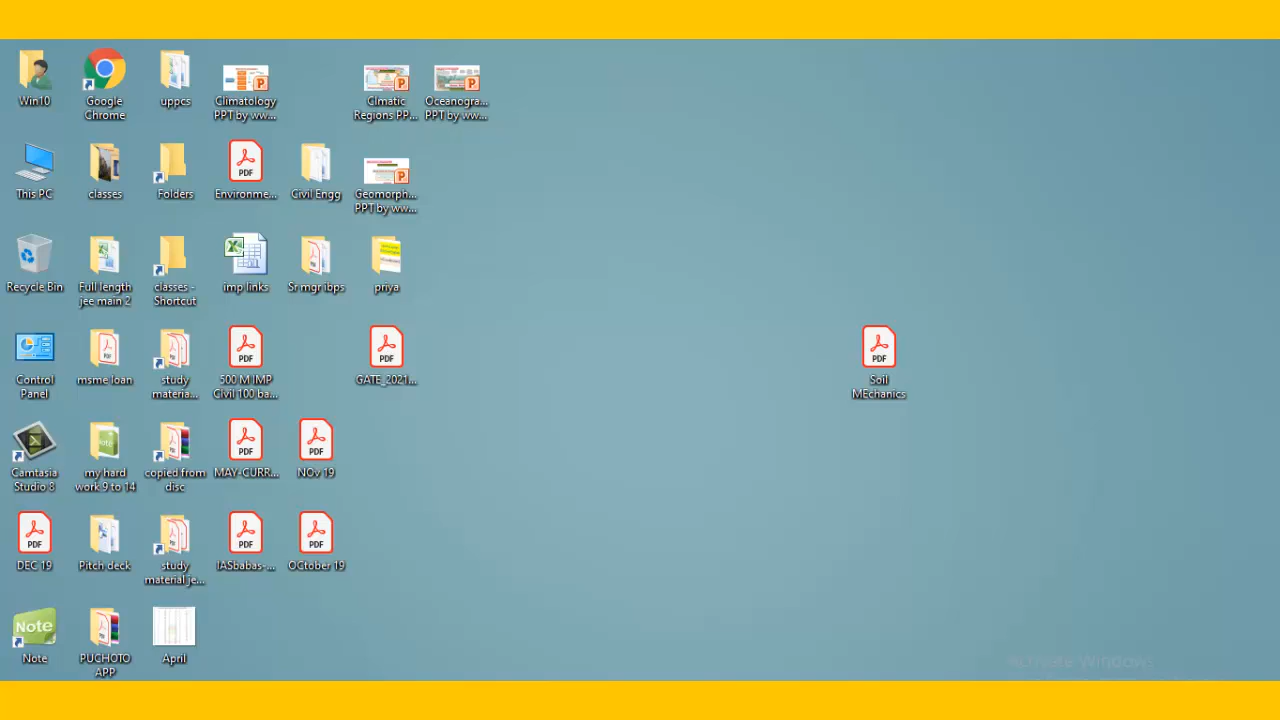 Win10
Google
Chrome
uppcs
Climatology
PPT by ww...
Clmatic
Regions PP...
Oceanogra...
PPT by ww...
This PC
classes
Folders
PDF
Environme...
Civil Engg
Geomorph...
PPT by ww...
Recycle Bin
Full length
jee main 2
classes -
Shortcut
imp links
Sr mgr ibps
priya
Control
Panel
msme loan
study
materia...
PDF
500 M IMP
Civil 100 ba...
PDF
GATE_2021...
PDF
Soil
MEchanics
Camtasia
Studio 8
my hard
work 9 to 14
copied from
disc
PDF
MAY-CURR...
PDF
NOv 19
PDF
DEC 19
Pitch deck
study
material je...
PDF
IASbabas-...
PDF
OCtober 19
Note
Note
PUCHOTO
APP
April
Activate Windows